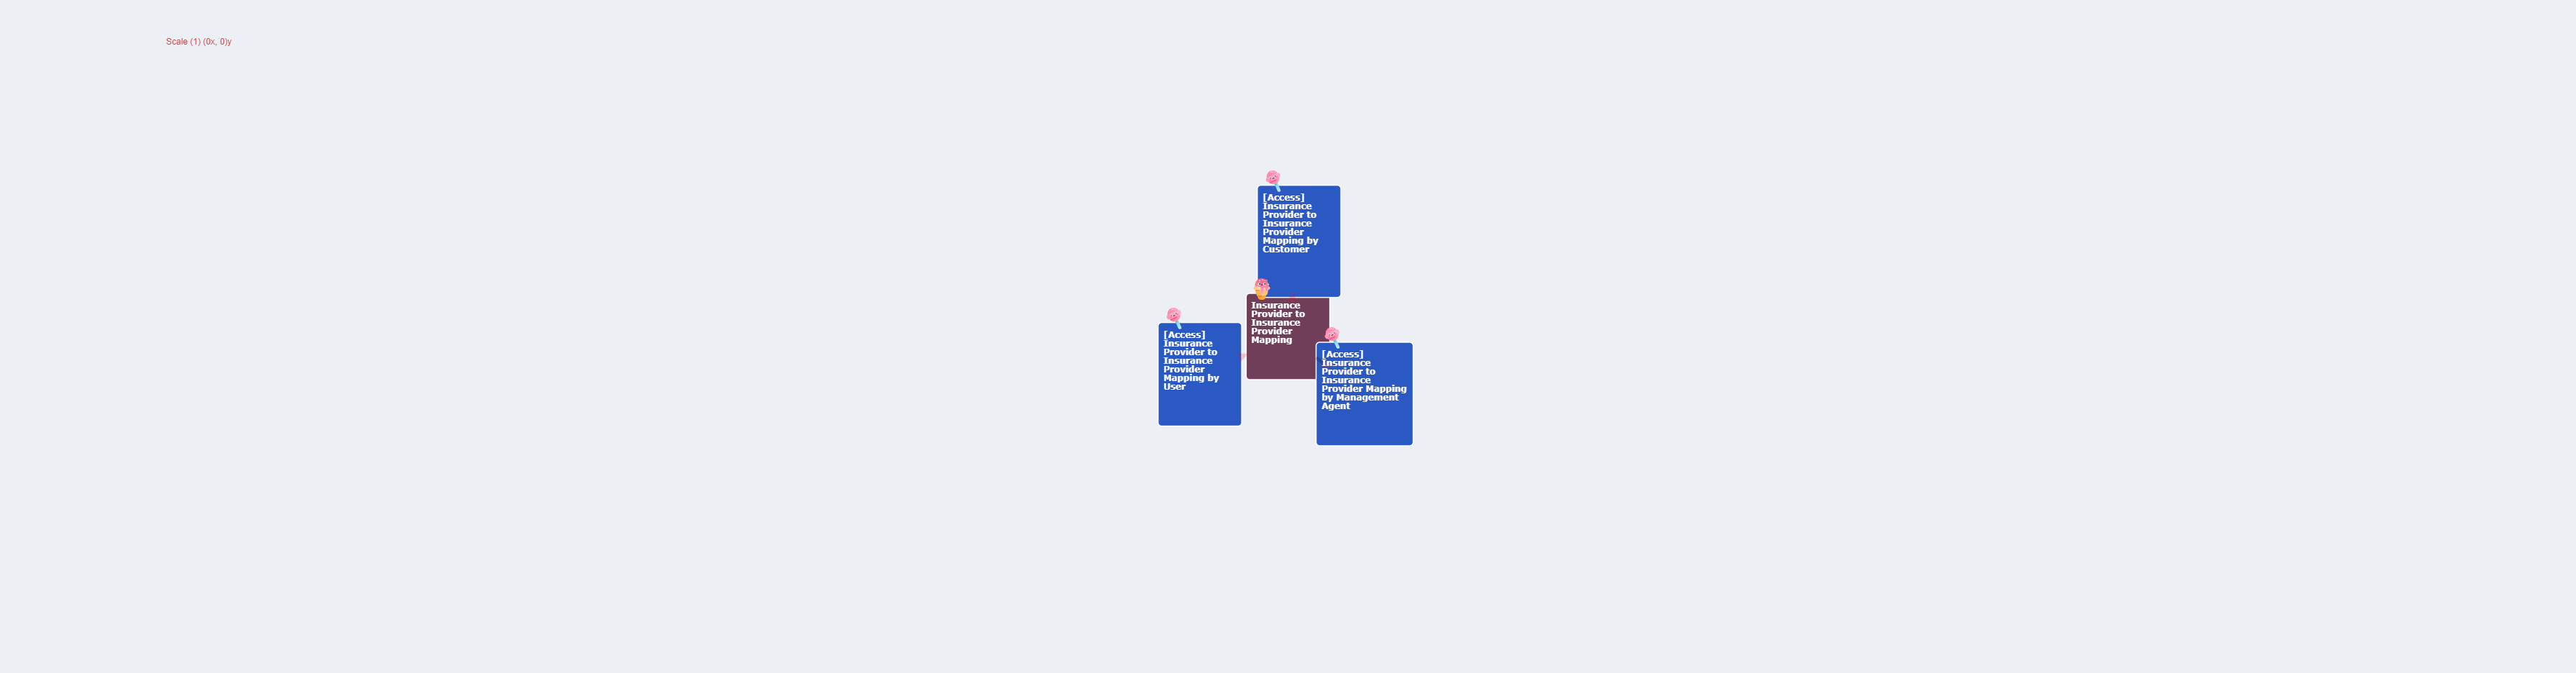 Scale (1) (0x, 0)y
[Access]
Insurance
Provider to
Insurance
Provider
Mapping by
Customer
Insurance
Provider to
Insurance
Provider
Mapping
[Access]
Insurance
Provider to
Insurance
Provider
Mapping by
User
[Access]
Insurance
Provider to
Insurance
Provider Mapping
by Management
Agent